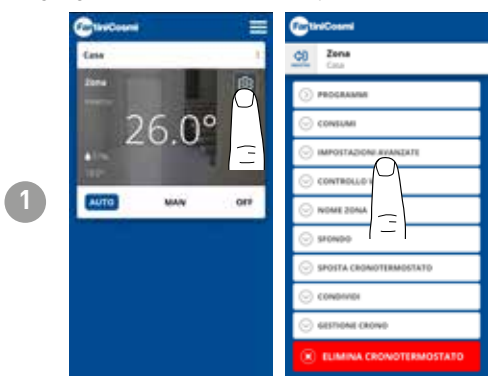 1
FantiniCosmi
Casa
Zona
26.0°
AUTO MAN OFF
FantiniCosmi
Zona
Casa
PROGRAMMI
CONSUMI
IMPOSTAZIONI AVANZATE
CONTROLLO
NOME ZONA
SFONDO
SPOSTA CRONOTERMOSTATO
CONDIVIDI
GESTIONE CRONO
ELIMINA CRONOTERMOSTATO